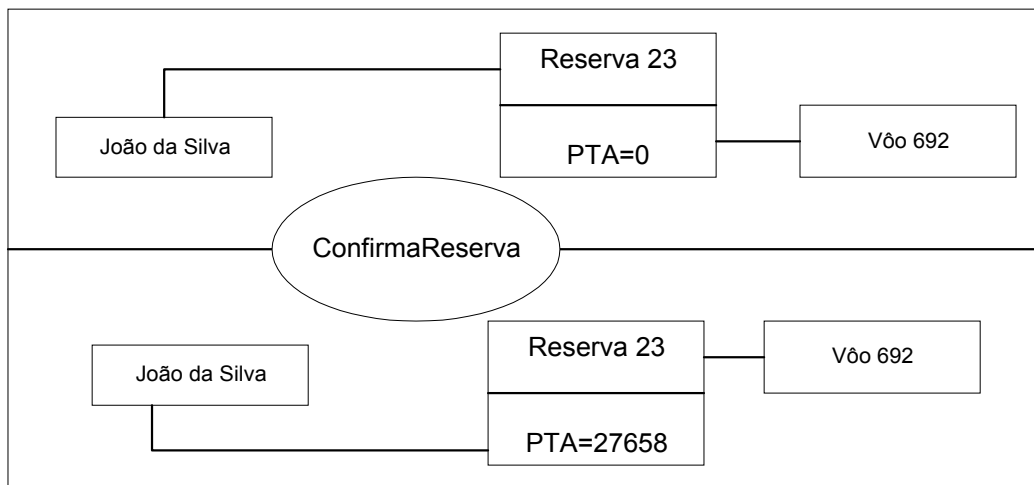 Reserva 23
João da Silva
PTA=0
Vôo 692
ConfirmaReserva
Reserva 23
Vôo 692
João da Silva
PTA=27658